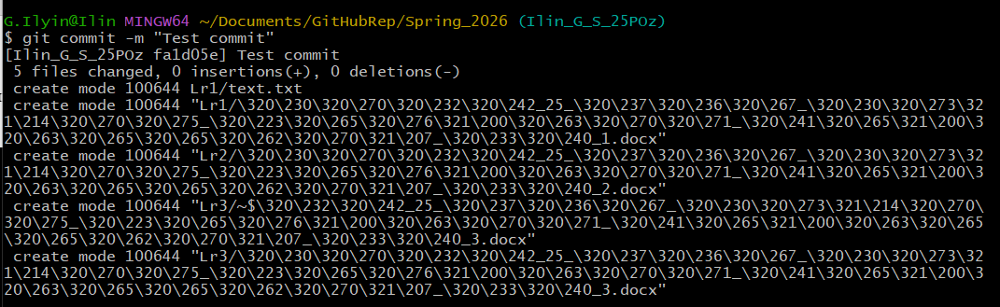 G.Ilyin@Ilin MINGW64 ~/Documents/GitHubRep/Spring_2026 (Ilin_G_S_25POz)
$ git commit -m "Test commit"
[Ilin_G_S_25POz fa1d05e] Test commit
 5 files changed, 0 insertions(+), 0 deletions(-)
 create mode 100644 Lr1/text.txt
 create mode 100644 "Lr1/\320\230\320\270\320\232\320\242_25_\320\237\320\236\320\267_\320\230\320\273\32
1\214\320\270\320\275_\320\223\320\265\320\276\321\200\320\263\320\270\320\271_\320\241\320\265\321\200\3
20\263\320\265\320\265\320\262\320\270\321\207_\320\233\320\240_1.docx"
 create mode 100644 "Lr2/\320\230\320\270\320\232\320\242_25_\320\237\320\236\320\267_\320\230\320\273\32
1\214\320\270\320\275_\320\223\320\265\320\276\321\200\320\263\320\270\320\271_\320\241\320\265\321\200\3
20\263\320\265\320\265\320\262\320\270\321\207_\320\233\320\240_2.docx"
 create mode 100644 "Lr3/~$\320\232\320\242_25_\320\237\320\236\320\267_\320\230\320\273\321\214\320\270\
320\275_\320\223\320\265\320\276\321\200\320\263\320\270\320\271_\320\241\320\265\321\200\320\263\320\265
\320\265\320\262\320\270\321\207_\320\233\320\240_3.docx"
 create mode 100644 "Lr3/\320\230\320\270\320\232\320\242_25_\320\237\320\236\320\267_\320\230\320\273\32
1\214\320\270\320\275_\320\223\320\265\320\276\321\200\320\263\320\270\320\271_\320\241\320\265\321\200\3
20\263\320\265\320\265\320\262\320\270\321\207_\320\233\320\240_3.docx"